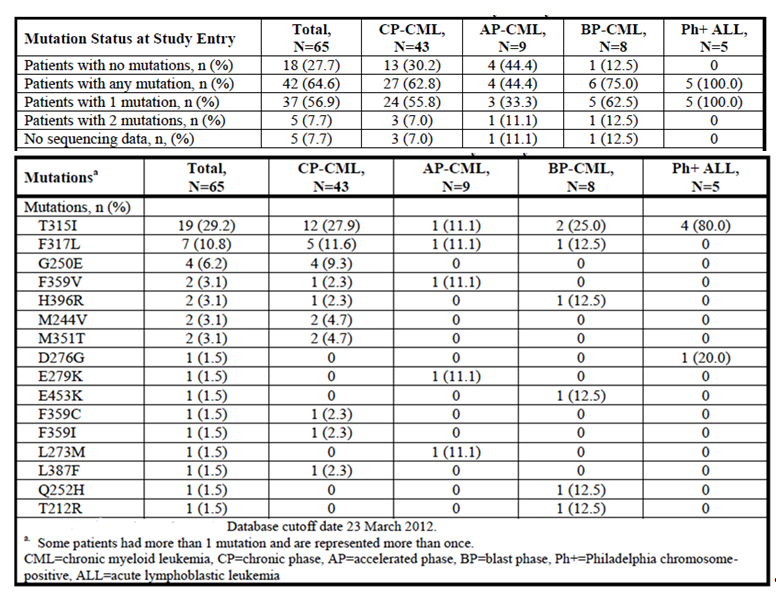 Mutation Status at Study Entry Total, N=65 CP-CML, N=43 AP-CML, N=9 BP-CML, N=8 Ph+ ALL, N=5
Patients with no mutations, n (%) 18 (27.7) 13 (30.2) 4 (44.4) 1 (12.5) 0
Patients with any mutation, n (%) 42 (64.6) 27 (62.8) 4 (44.4) 6 (75.0) 5 (100.0)
Patients with 1 mutation, n (%) 37 (56.9) 24 (55.8) 3 (33.3) 5 (62.5) 5 (100.0)
Patients with 2 mutations, n (%) 5 (7.7) 3 (7.0) 1 (11.1) 1 (12.5) 0
No sequencing data, n, (%) 5 (7.7) 3 (7.0) 1 (11.1) 1 (12.5) 0
Mutationsa Total, N=65 CP-CML, N=43 AP-CML, N=9 BP-CML, N=8 Ph+ ALL, N=5
Mutations, n (%)
T315I 19 (29.2) 12 (27.9) 1 (11.1) 2 (25.0) 4 (80.0)
F317L 7 (10.8) 5 (11.6) 1 (11.1) 1 (12.5) 0
G250E 4 (6.2) 4 (9.3) 0 0 0
F359V 2 (3.1) 1 (2.3) 1 (11.1) 0 0
H396R 2 (3.1) 1 (2.3) 0 1 (12.5) 0
M244V 2 (3.1) 2 (4.7) 0 0 0
M351T 2 (3.1) 2 (4.7) 0 0 0
D276G 1 (1.5) 0 0 0 1 (20.0)
E279K 1 (1.5) 0 1 (11.1) 0 0
E453K 1 (1.5) 0 0 1 (12.5) 0
F359C 1 (1.5) 1 (2.3) 0 0 0
F359I 1 (1.5) 1 (2.3) 0 0 0
L273M 1 (1.5) 0 1 (11.1) 0 0
L387F 1 (1.5) 1 (2.3) 0 0 0
Q252H 1 (1.5) 0 0 1 (12.5) 0
T212R 1 (1.5) 0 0 1 (12.5) 0
Database cutoff date 23 March 2012.
a. Some patients had more than 1 mutation and are represented more than once.
CML=chronic myeloid leukemia, CP=chronic phase, AP=accelerated phase, BP=blast phase, Ph+=Philadelphia chromosome-
positive, ALL=acute lymphoblastic leukemia